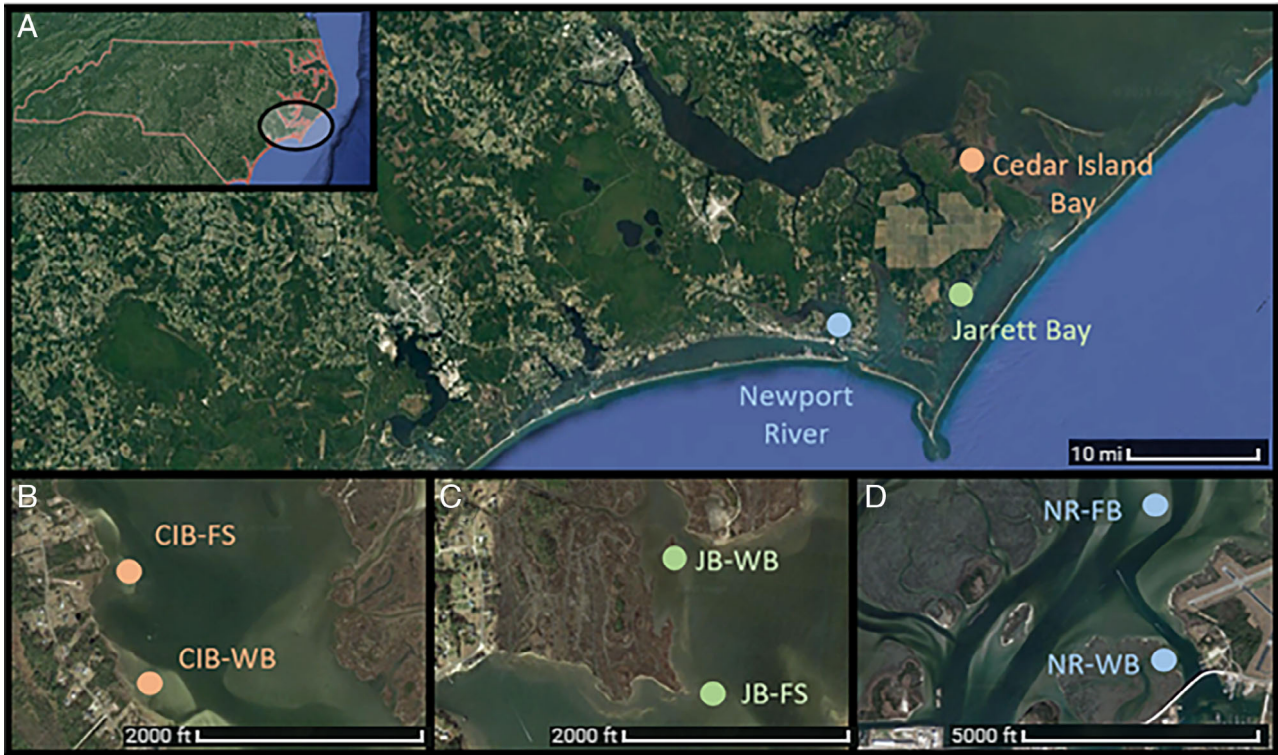 A
Cedar Island
Bay
Jarrett Bay
Newport
River
10 mi
B
CIB-FS
CIB-WB
2000 ft
C
JB-WB
JB-FS
2000 ft
D
NR-FB
NR-WB
5000 ft